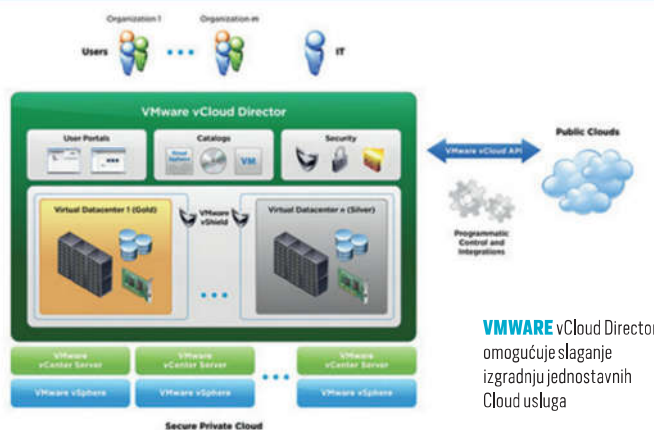 Organization 1
Organization m
Users
IT
VMware vCloud Director
User Portals
Catalogs
Security
VM
VMware vCloud API
Public Clouds
Programmatic
Control and
Integrations
Virtual Datacenter 1 (Gold)
VMware
vShield
Virtual Datacenter n (Silver)
VMware
vCenter Server
VMware
vCenter Server
VMware
vCenter Server
VMware vSphere
VMware vSphere
VMware vSphere
Secure Private Cloud
VMWARE vCloud Director
omogućuje slaganje
izgradnju jednostavnih
Cloud usluga